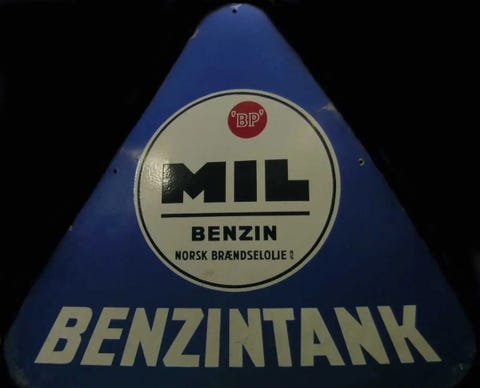 'BP'
MIL
BENZIN
NORSK BRÆNDSELOLJE A/S
BENZINTANK